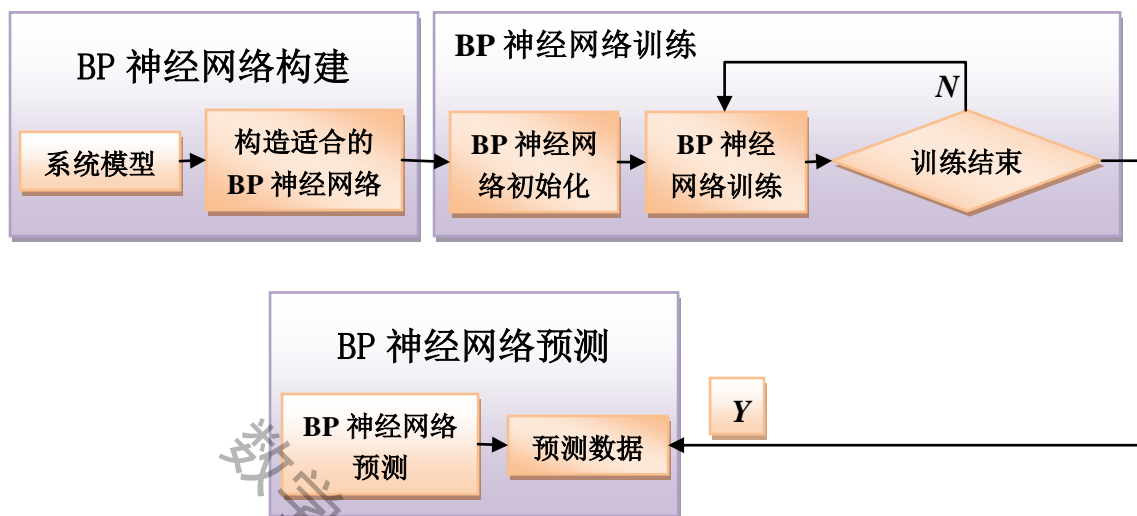 BP 神经网络构建
系统模型
构造适合的
BP 神经网络
BP 神经网络训练
BP 神经网
络初始化
BP 神经
网络训练
训练结束
N
BP 神经网络预测
BP 神经网络
预测
预测数据
Y
数学